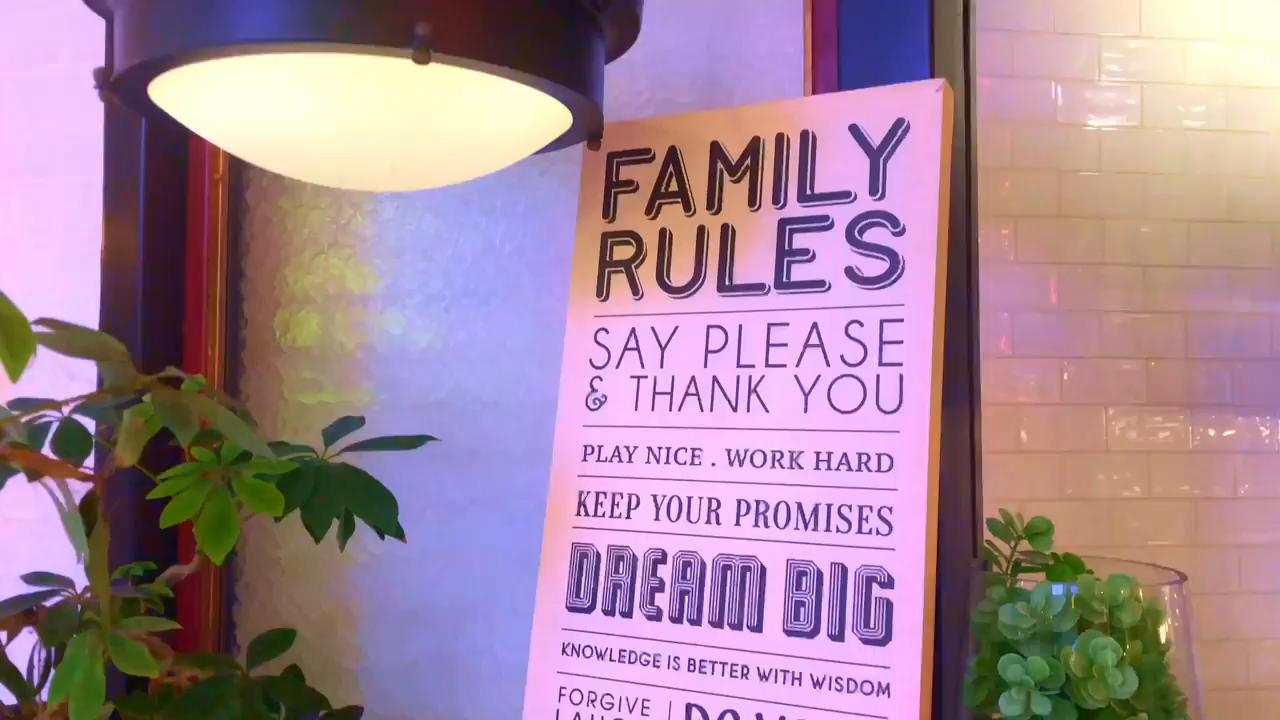 FAMILY
RULES
SAY PLEASE
& THANK YOU
PLAY NICE . WORK HARD
KEEP YOUR PROMISES
DREAM BIG
KNOWLEDGE IS BETTER WITH WISDOM
FORGIVE